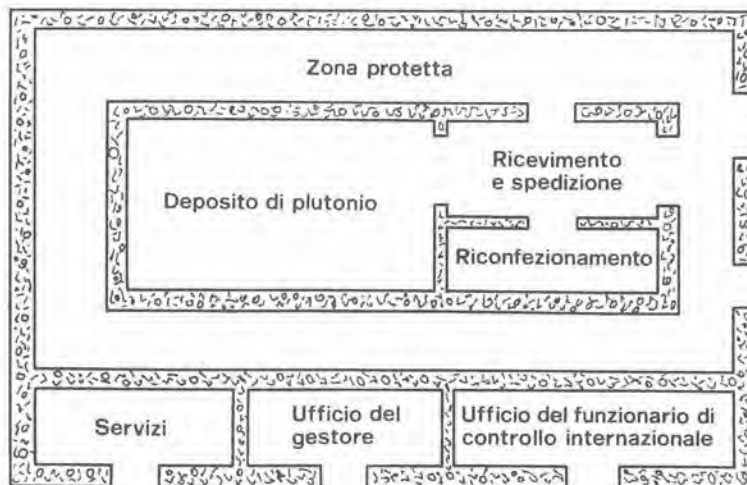 Zona protetta
Ricevimento
e spedizione
Deposito di plutonio
Riconfezionamento
Servizi
Ufficio del
gestore
Ufficio del funzionario di
controllo internazionale